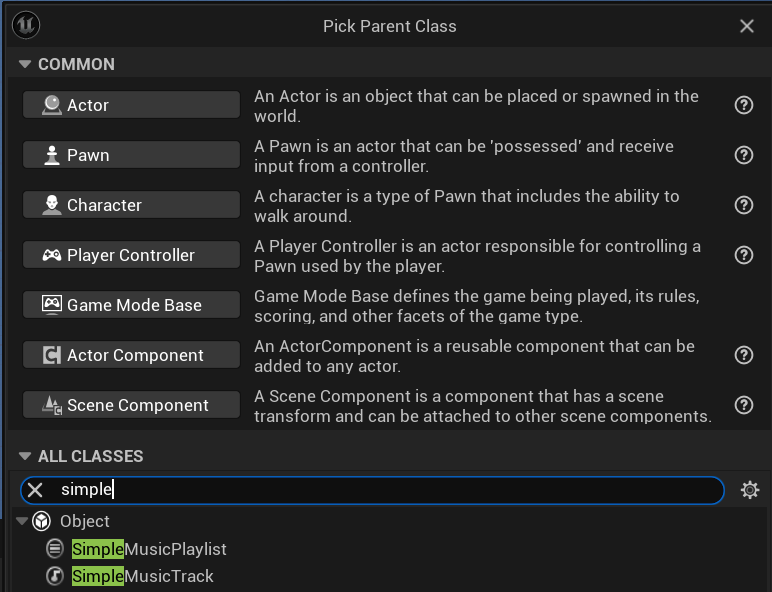 Pick Parent Class
COMMON
Actor
An Actor is an object that can be placed or spawned in the
world.
Pawn
A Pawn is an actor that can be 'possessed' and receive
input from a controller.
Character
A character is a type of Pawn that includes the ability to
walk around.
Player Controller
A Player Controller is an actor responsible for controlling a
Pawn used by the player.
Game Mode Base
Game Mode Base defines the game being played, its rules,
scoring, and other facets of the game type.
Actor Component
An ActorComponent is a reusable component that can be
added to any actor.
Scene Component
A Scene Component is a component that has a scene
transform and can be attached to other scene components.
ALL CLASSES
simple
Object
SimpleMusicPlaylist
SimpleMusicTrack